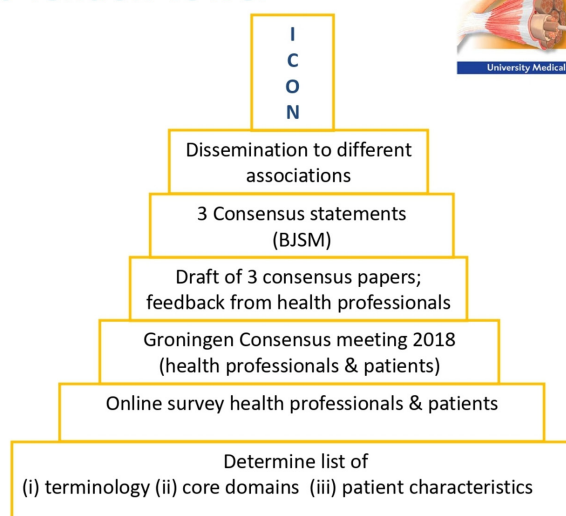 University Medical
I
C
O
N
Dissemination to different
associations
3 Consensus statements
(BJSM)
Draft of 3 consensus papers;
feedback from health professionals
Groningen Consensus meeting 2018
(health professionals & patients)
Online survey health professionals & patients
Determine list of
(i) terminology (ii) core domains (iii) patient characteristics